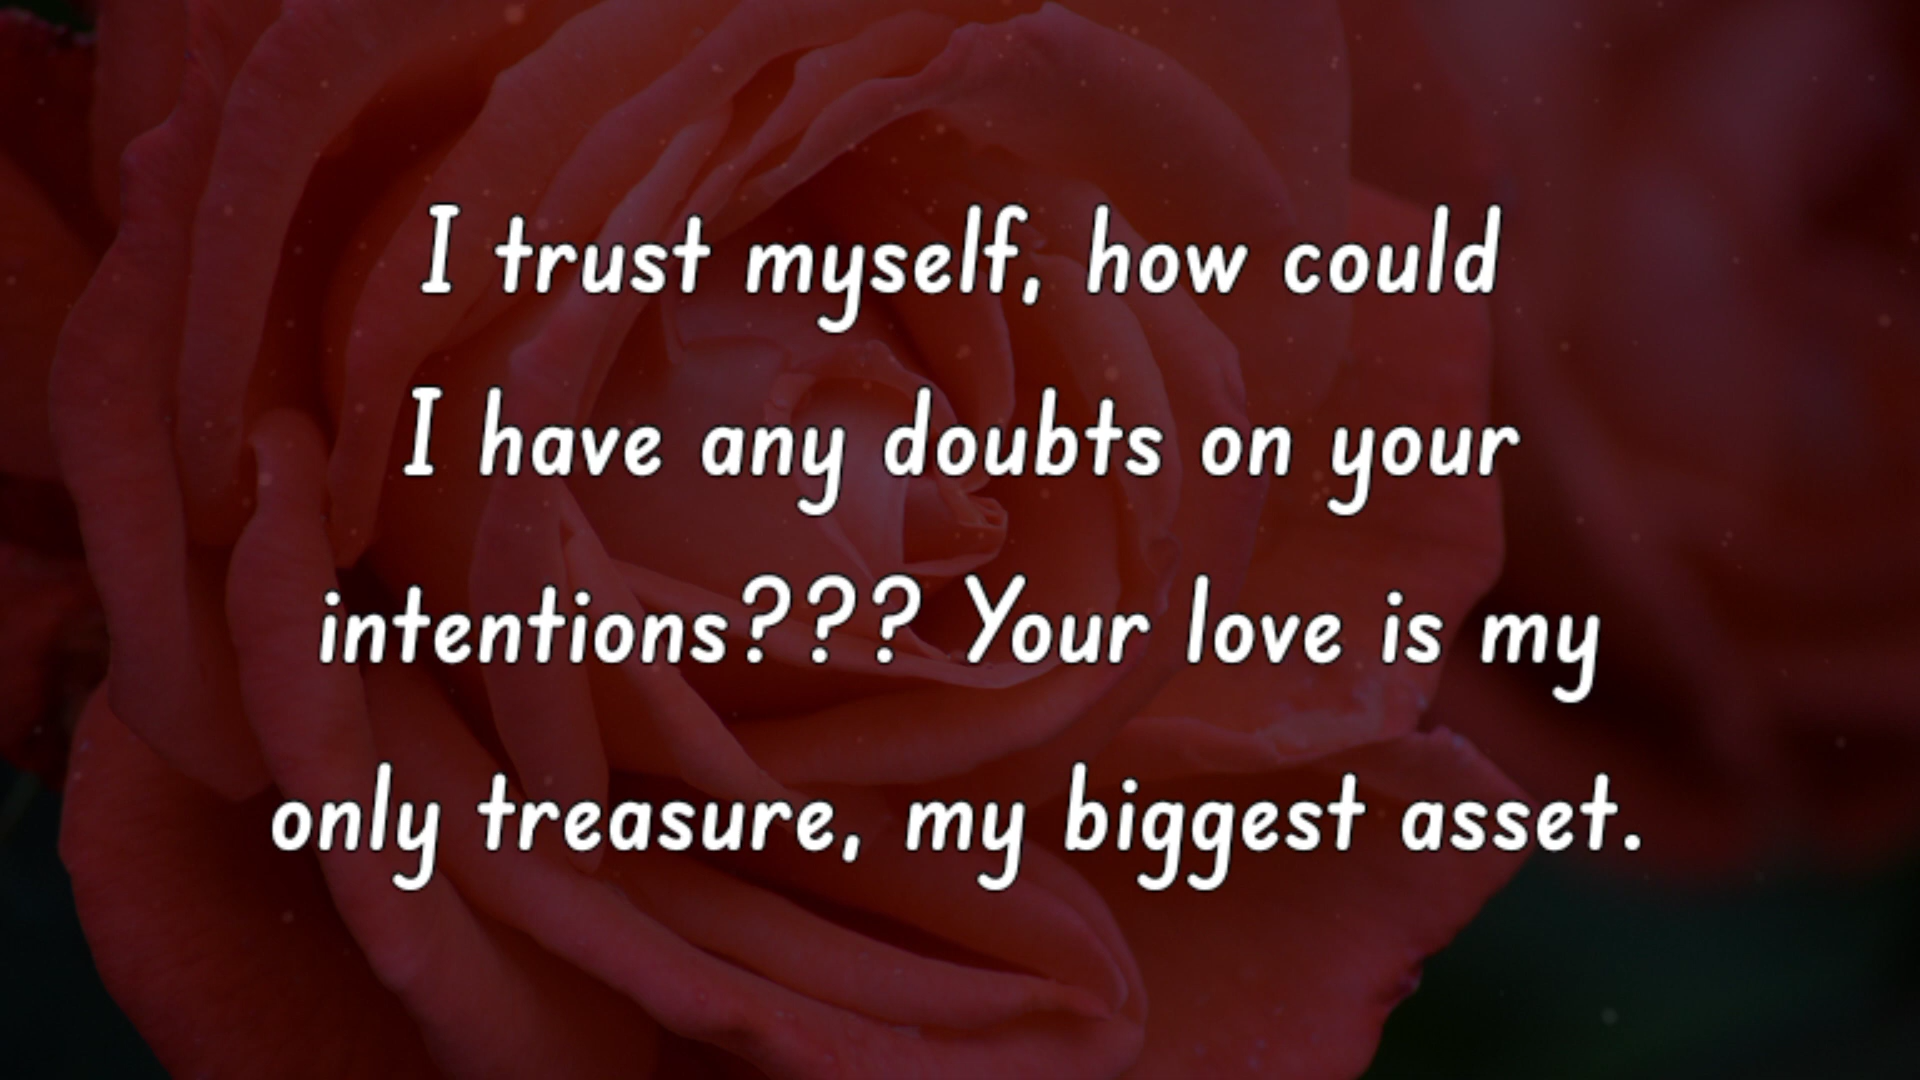 I trust myself, how could
I have any doubts on your
intentions??? Your love is my
only treasure, my biggest asset.